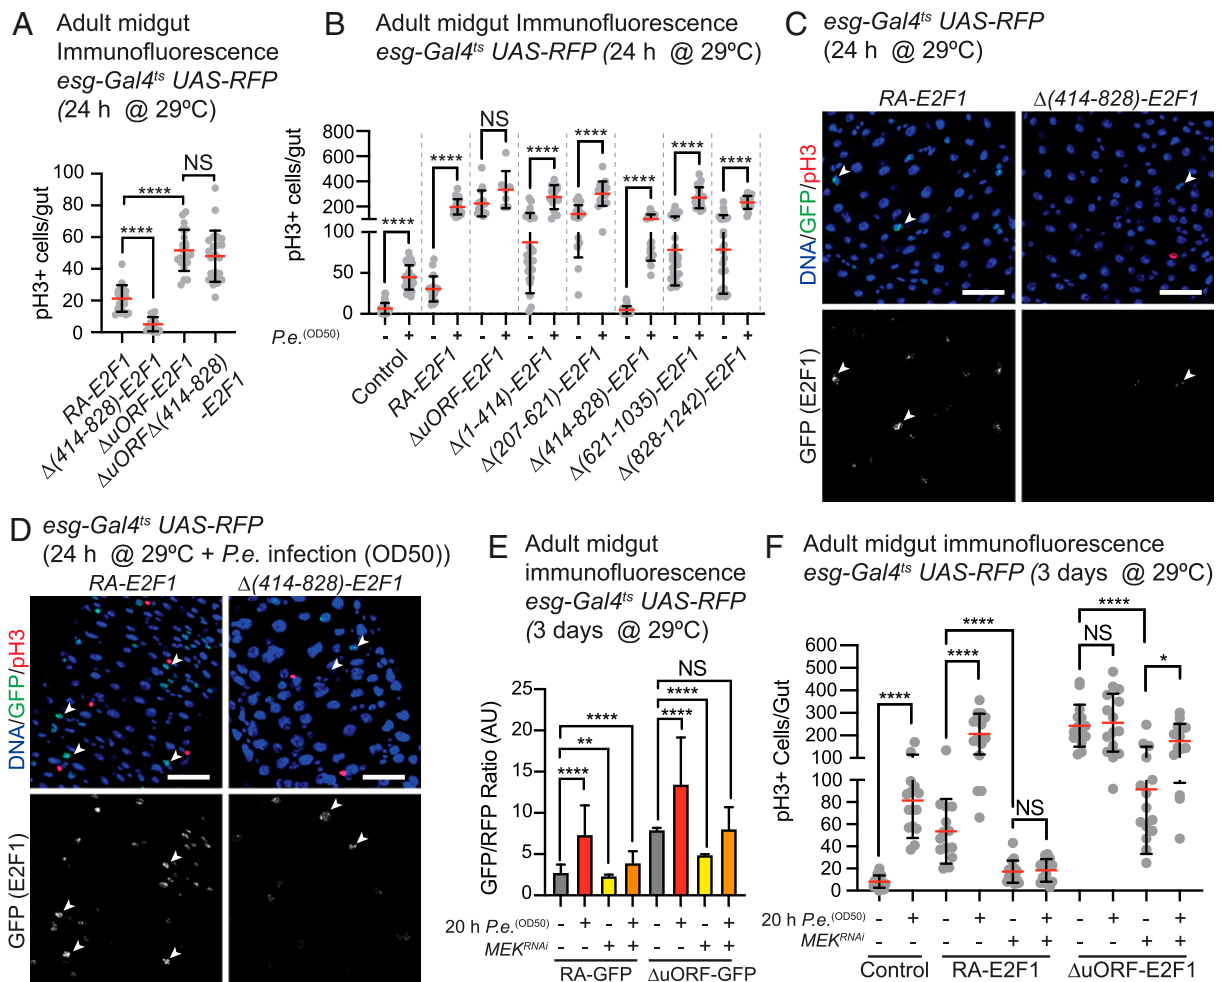 A Adult midgut
Immunofluorescence
esg-Gal4ts UAS-RFP
(24 h @ 29ºC)
pH3+ cells/gut
100
80
60
40
20
0
****
****
NS
RA-E2F1
Δ(414-828)-E2F1
ΔuORF-E2F1
ΔuORFΔ(414-828)
-E2F1
B Adult midgut Immunofluorescence
esg-Gal4ts UAS-RFP (24 h @ 29ºC)
pH3+ cells/gut
800
600
400
200
100
50
0
**** **** NS **** **** **** **** ****
P.e.(OD50) - + - + - + - + - + - + - + - +
Control
RA-E2F1
ΔuORF-E2F1
Δ(1-414)-E2F1
Δ(207-621)-E2F1
Δ(414-828)-E2F1
Δ(621-1035)-E2F1
Δ(828-1242)-E2F1
C esg-Gal4ts UAS-RFP
(24 h @ 29ºC)
RA-E2F1 Δ(414-828)-E2F1
DNA/GFP/pH3
GFP (E2F1)
D esg-Gal4ts UAS-RFP
(24 h @ 29ºC + P.e. infection (OD50))
RA-E2F1 Δ(414-828)-E2F1
DNA/GFP/pH3
GFP (E2F1)
E Adult midgut
immunofluorescence
esg-Gal4ts UAS-RFP
(3 days @ 29ºC)
GFP/RFP Ratio (AU)
25
20
15
10
5
0
NS
****
****
****
**
****
20 h P.e.(OD50) - + - + - + - +
MEKRNAi - - + + - - + +
RA-GFP ΔuORF-GFP
F Adult midgut immunofluorescence
esg-Gal4ts UAS-RFP (3 days @ 29ºC)
pH3+ Cells/Gut
600
500
400
300
200
100
100
80
60
40
20
0
****
****
****
NS
****
NS
*
20 h P.e.(OD50) - + - + - + - + - +
MEKRNAi - - - - + + - - + +
Control RA-E2F1 ΔuORF-E2F1